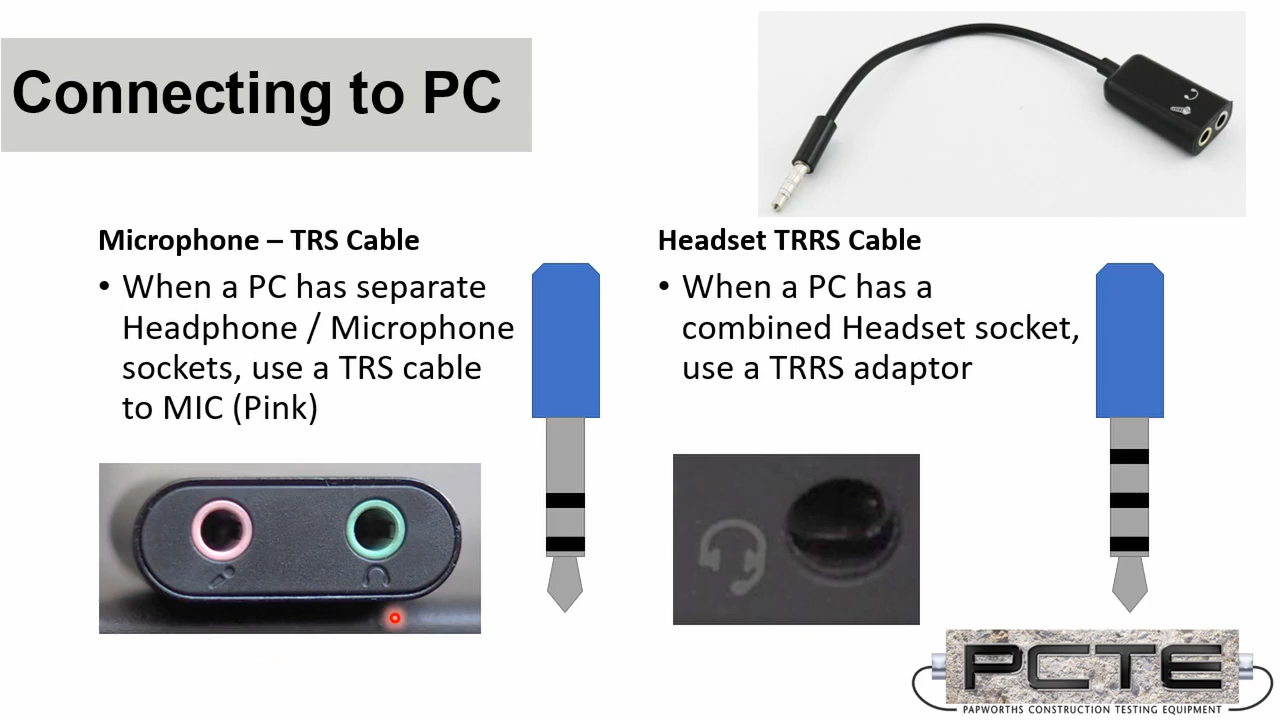 Connecting to PC
Microphone – TRS Cable
• When a PC has separate
Headphone / Microphone
sockets, use a TRS cable
to MIC (Pink)
Headset TRRS Cable
• When a PC has a
combined Headset socket,
use a TRRS adaptor
PCTE
PAPWORTHS CONSTRUCTION TESTING EQUIPMENT